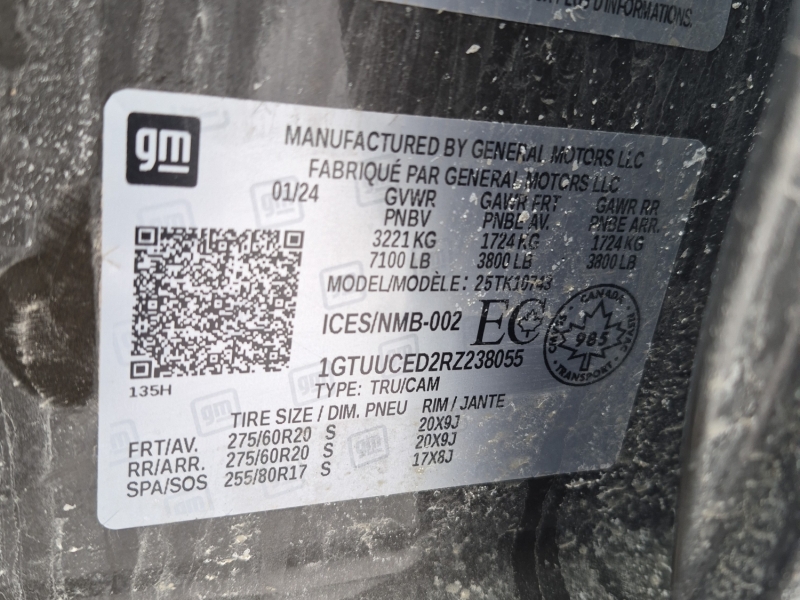 PLUS D'INFORMATIONS.
gm
MANUFACTURED BY GENERAL MOTORS LLC
FABRIQUÉ PAR GENERAL MOTORS LLC
01/24 GVWR GAWR FRT GAWR RR
PNBV PNBE AV. PNBE ARR.
3221 KG 1724 KG 1724 KG
7100 LB 3800 LB 3800 LB
MODEL/MODÈLE: 25TK10743
ICES/NMB-002 EC
CANADA
985
TRANSPORT
1GTUUCED2RZ238055
135H
TYPE: TRU/CAM
TIRE SIZE / DIM. PNEU RIM / JANTE
FRT/AV. 275/60R20 S 20X9J
RR/ARR. 275/60R20 S 20X9J
SPA/SOS 255/80R17 S 17X8J